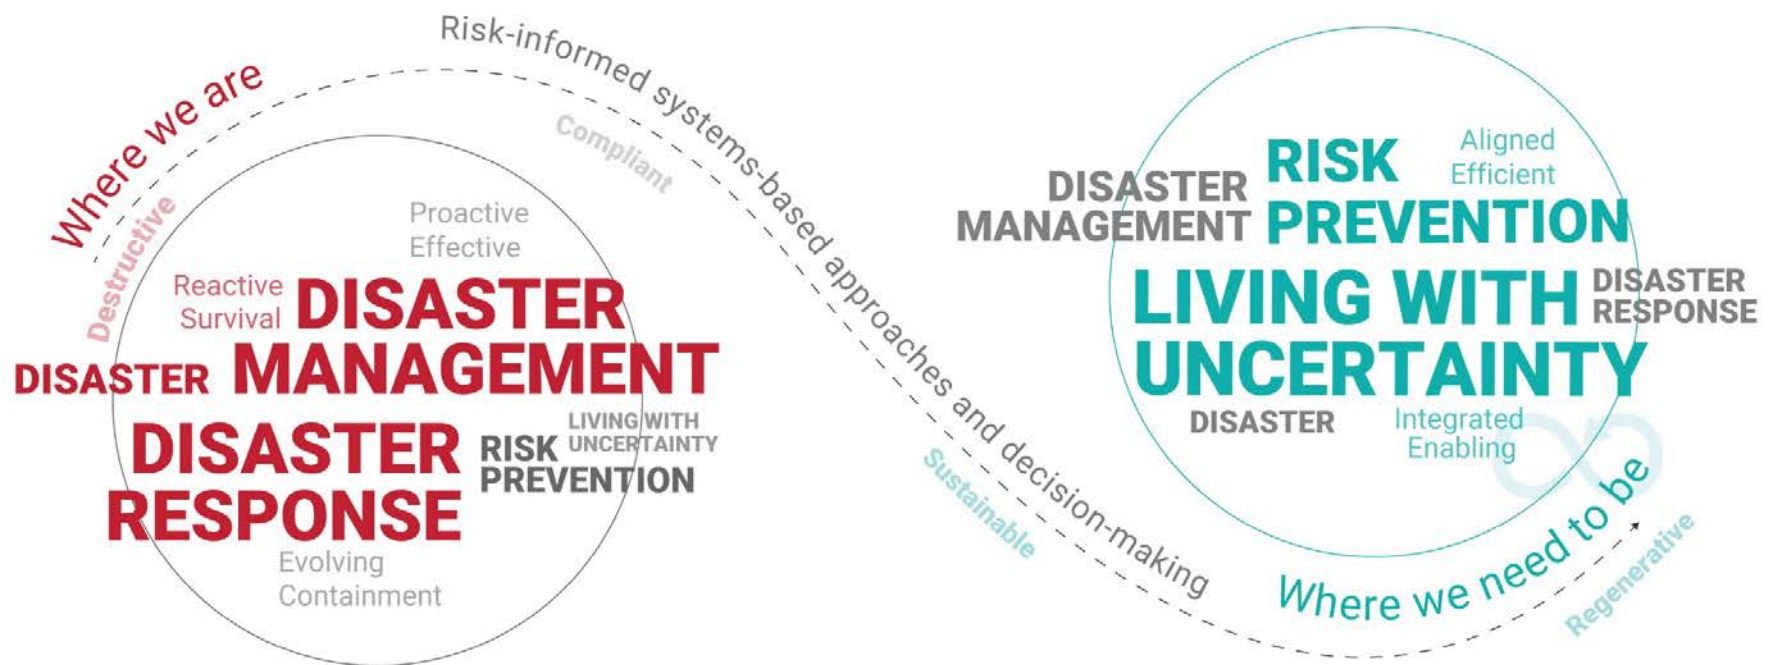 Where we are
Risk-informed systems-based approaches and decision-making
Destructive
Compliant
Proactive
Effective
Reactive
Survival
DISASTER
MANAGEMENT
DISASTER
DISASTER
RESPONSE
RISK
PREVENTION
LIVING WITH
UNCERTAINTY
Evolving
Containment
Sustainable
DISASTER
MANAGEMENT
RISK
PREVENTION
Aligned
Efficient
LIVING WITH
UNCERTAINTY
DISASTER
RESPONSE
DISASTER
Integrated
Enabling
Where we need to be
Regenerative